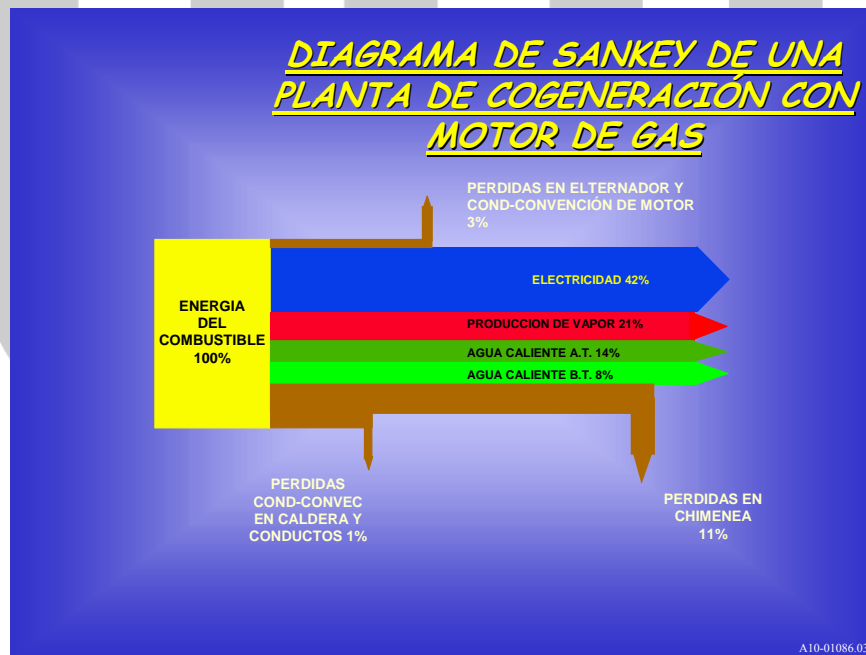 DIAGRAMA DE SANKEY DE UNA
PLANTA DE COGENERACIÓN CON
MOTOR DE GAS
PERDIDAS EN ELTERNADOR Y
COND-CONVENCIÓN DE MOTOR
3%
ELECTRICIDAD 42%
ENERGIA
DEL
COMBUSTIBLE
100%
PRODUCCION DE VAPOR 21%
AGUA CALIENTE A.T. 14%
AGUA CALIENTE B.T. 8%
PERDIDAS
COND-CONVEC
EN CALDERA Y
CONDUCTOS 1%
PERDIDAS EN
CHIMENEA
11%
A10-01086.03